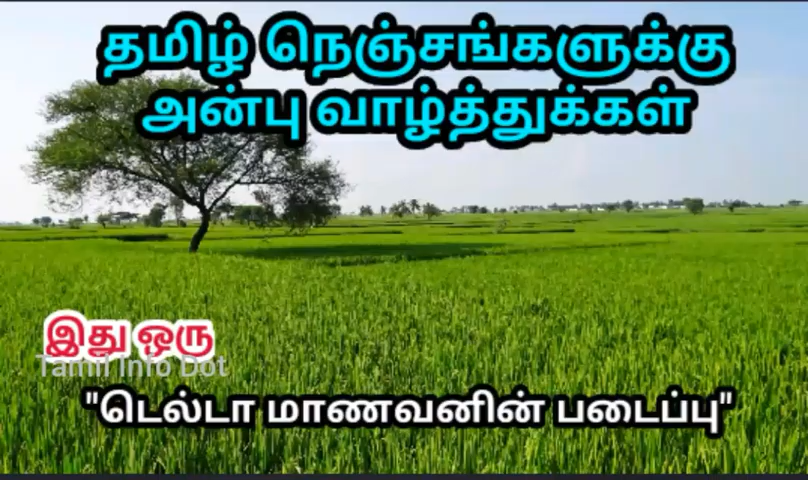 தமிழ் நெஞ்சங்களுக்கு
அன்பு வாழ்த்துக்கள்
இது ஒரு
Tamil Info Dot
"டெல்டா மாணவனின் படைப்பு"